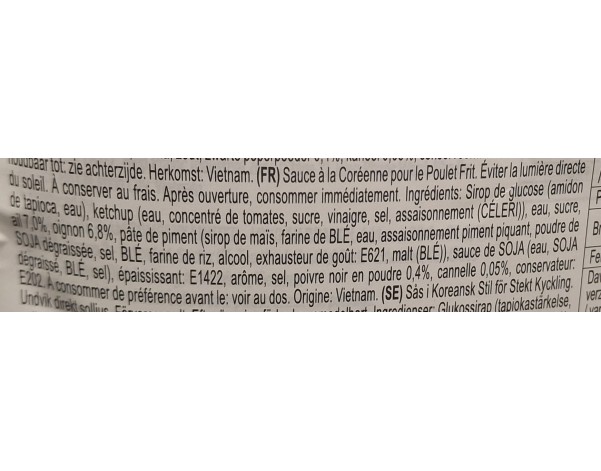 tot: zie achterzijde. Herkomst: Vietnam. (FR) Sauce à la Coréenne pour le Poulet Frit. Éviter la lumière directe
du soleil. À conserver au frais. Après ouverture, consommer immédiatement. Ingrédients: Sirop de glucose (amidon
de tapioca, eau), ketchup (eau, concentré de tomates, sucre, vinaigre, sel, assaisonnement (CÉLERI)), eau, sucre,
ail 7,0%, oignon 6,8%, pâte de piment (sirop de maïs, farine de BLÉ, eau, assaisonnement piment piquant, poudre de
SOJA dégraissée, sel, BLÉ, farine de riz, alcool, exhausteur de goût: E621, malt (BLÉ)), sauce de SOJA (eau, SOJA
dégraissé, BLÉ, sel), épaississant: E1422, arôme, sel, poivre noir en poudre 0,4%, cannelle 0,05%, conservateur:
E202. A consommer de préférence avant le: voir au dos. Origine: Vietnam. (SE) Sås i Koreansk Stil för Stekt Kyckling.
Undvik direkt Glukossirap (tapiokastärkelse,